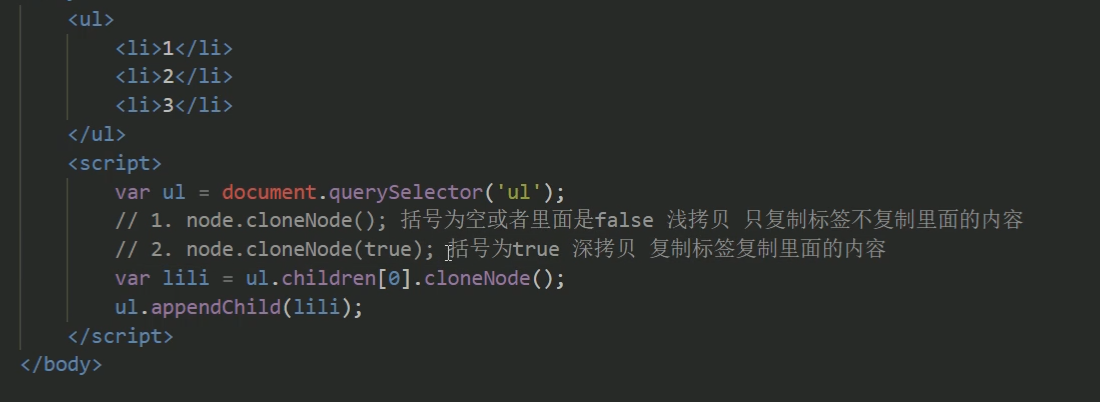 <ul>
<li>1</li>
<li>2</li>
<li>3</li>
</ul>
<script>
var ul = document.querySelector('ul');
// 1. node.cloneNode(); 括号为空或者里面是false 浅拷贝 只复制标签不复制里面的内容
// 2. node.cloneNode(true); 括号为true 深拷贝 复制标签复制里面的内容
var lili = ul.children[0].cloneNode();
ul.appendChild(lili);
</script>
</body>